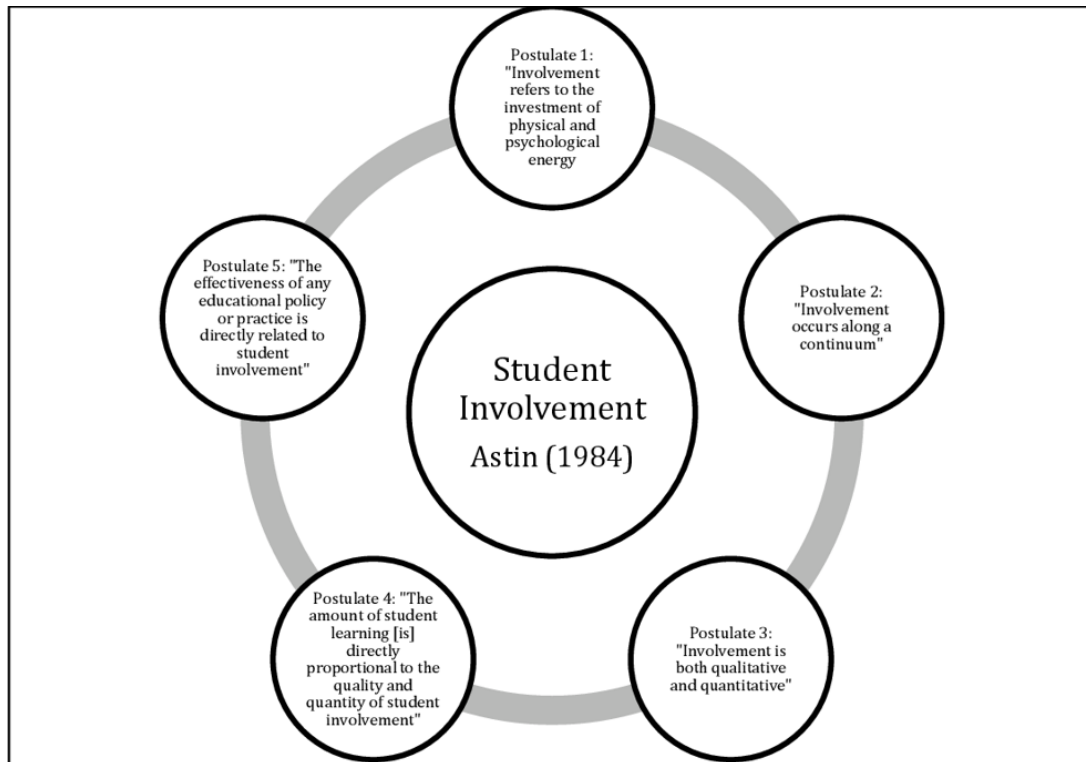 Postulate 1:
"Involvement
refers to the
investment of
physical and
psychological
energy
Postulate 2:
"Involvement
occurs along a
continuum"
Postulate 3:
"Involvement is
both qualitative
and quantitative"
Postulate 4: "The
amount of student
learning [is]
directly
proportional to the
quality and
quantity of student
involvement"
Postulate 5: "The
effectiveness of any
educational policy
or practice is
directly related to
student
involvement"
Student
Involvement
Astin (1984)